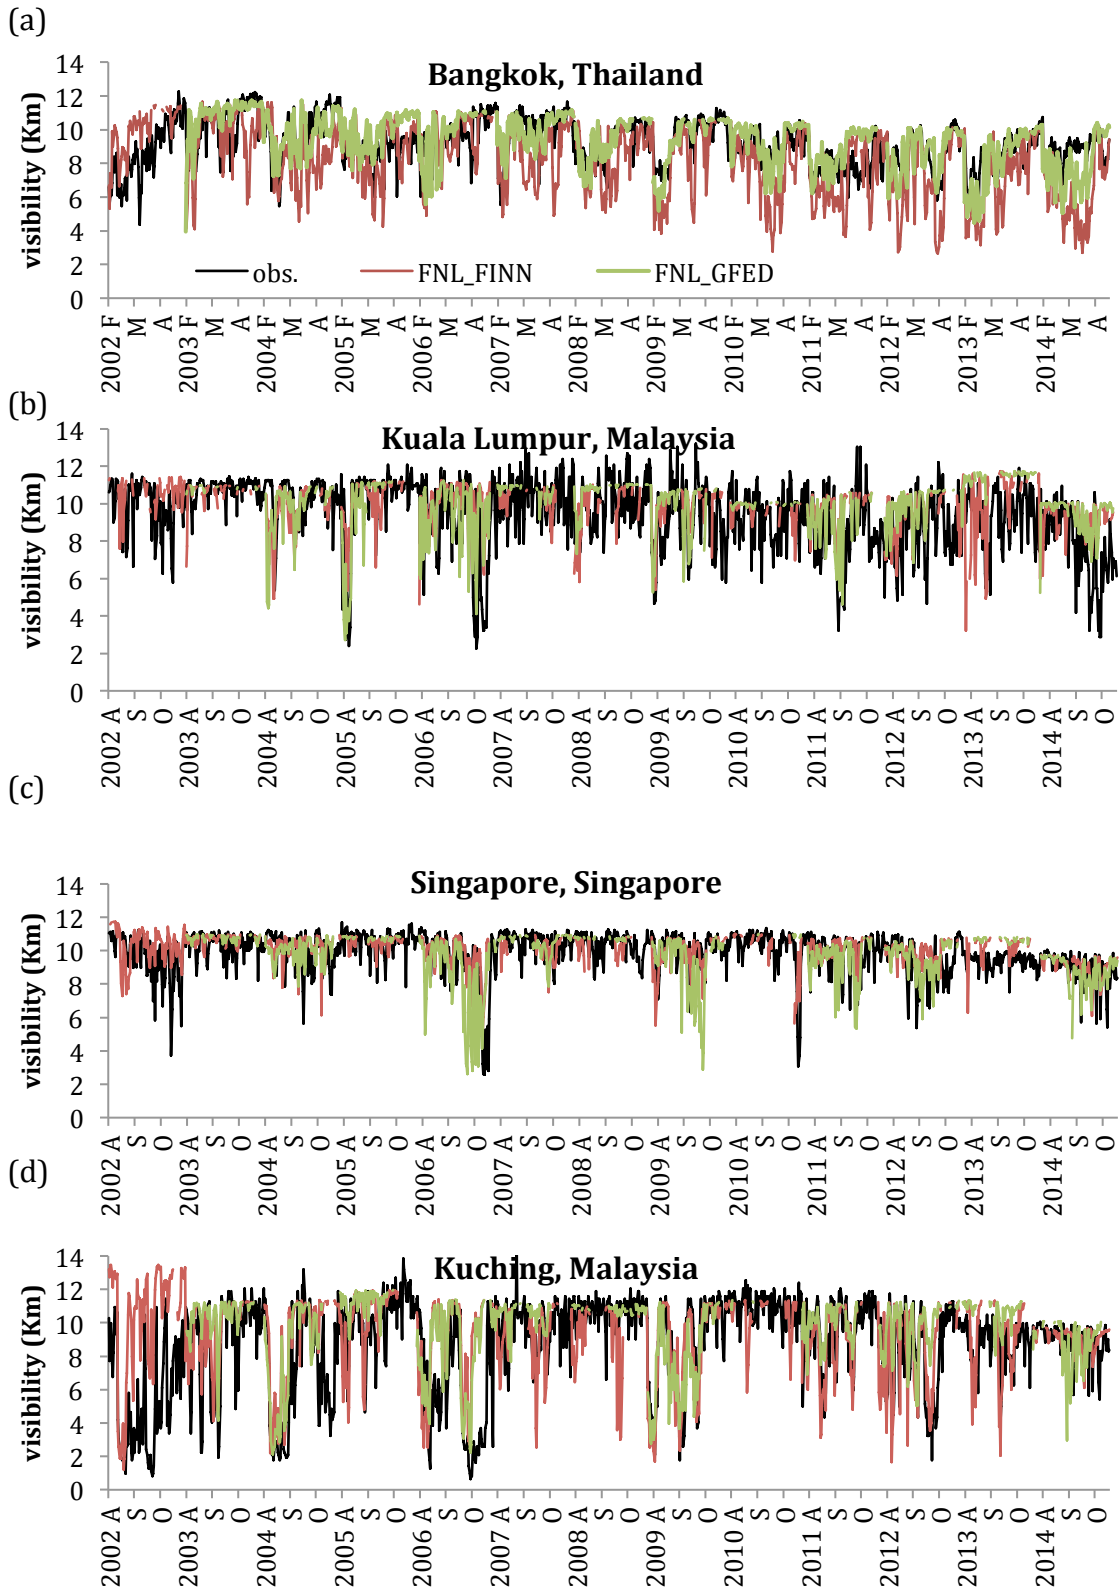 (a)
Bangkok, Thailand
visibility (Km)
14
12
10
8
6
4
2
0
obs.
FNL_FINN
FNL_GFED
2002 F M A 2003 F M A 2004 F M A 2005 F M A 2006 F M A 2007 F M A 2008 F M A 2009 F M A 2010 F M A 2011 F M A 2012 F M A 2013 F M A 2014 F M A
(b)
Kuala Lumpur, Malaysia
visibility (Km)
14
12
10
8
6
4
2
0
2002 A S O 2003 A S O 2004 A S O 2005 A S O 2006 A S O 2007 A S O 2008 A S O 2009 A S O 2010 A S O 2011 A S O 2012 A S O 2013 A S O 2014 A S O
(c)
Singapore, Singapore
visibility (Km)
14
12
10
8
6
4
2
0
2002 A S O 2003 A S O 2004 A S O 2005 A S O 2006 A S O 2007 A S O 2008 A S O 2009 A S O 2010 A S O 2011 A S O 2012 A S O 2013 A S O 2014 A S O
(d)
Kuching, Malaysia
visibility (Km)
14
12
10
8
6
4
2
0
2002 A S O 2003 A S O 2004 A S O 2005 A S O 2006 A S O 2007 A S O 2008 A S O 2009 A S O 2010 A S O 2011 A S O 2012 A S O 2013 A S O 2014 A S O